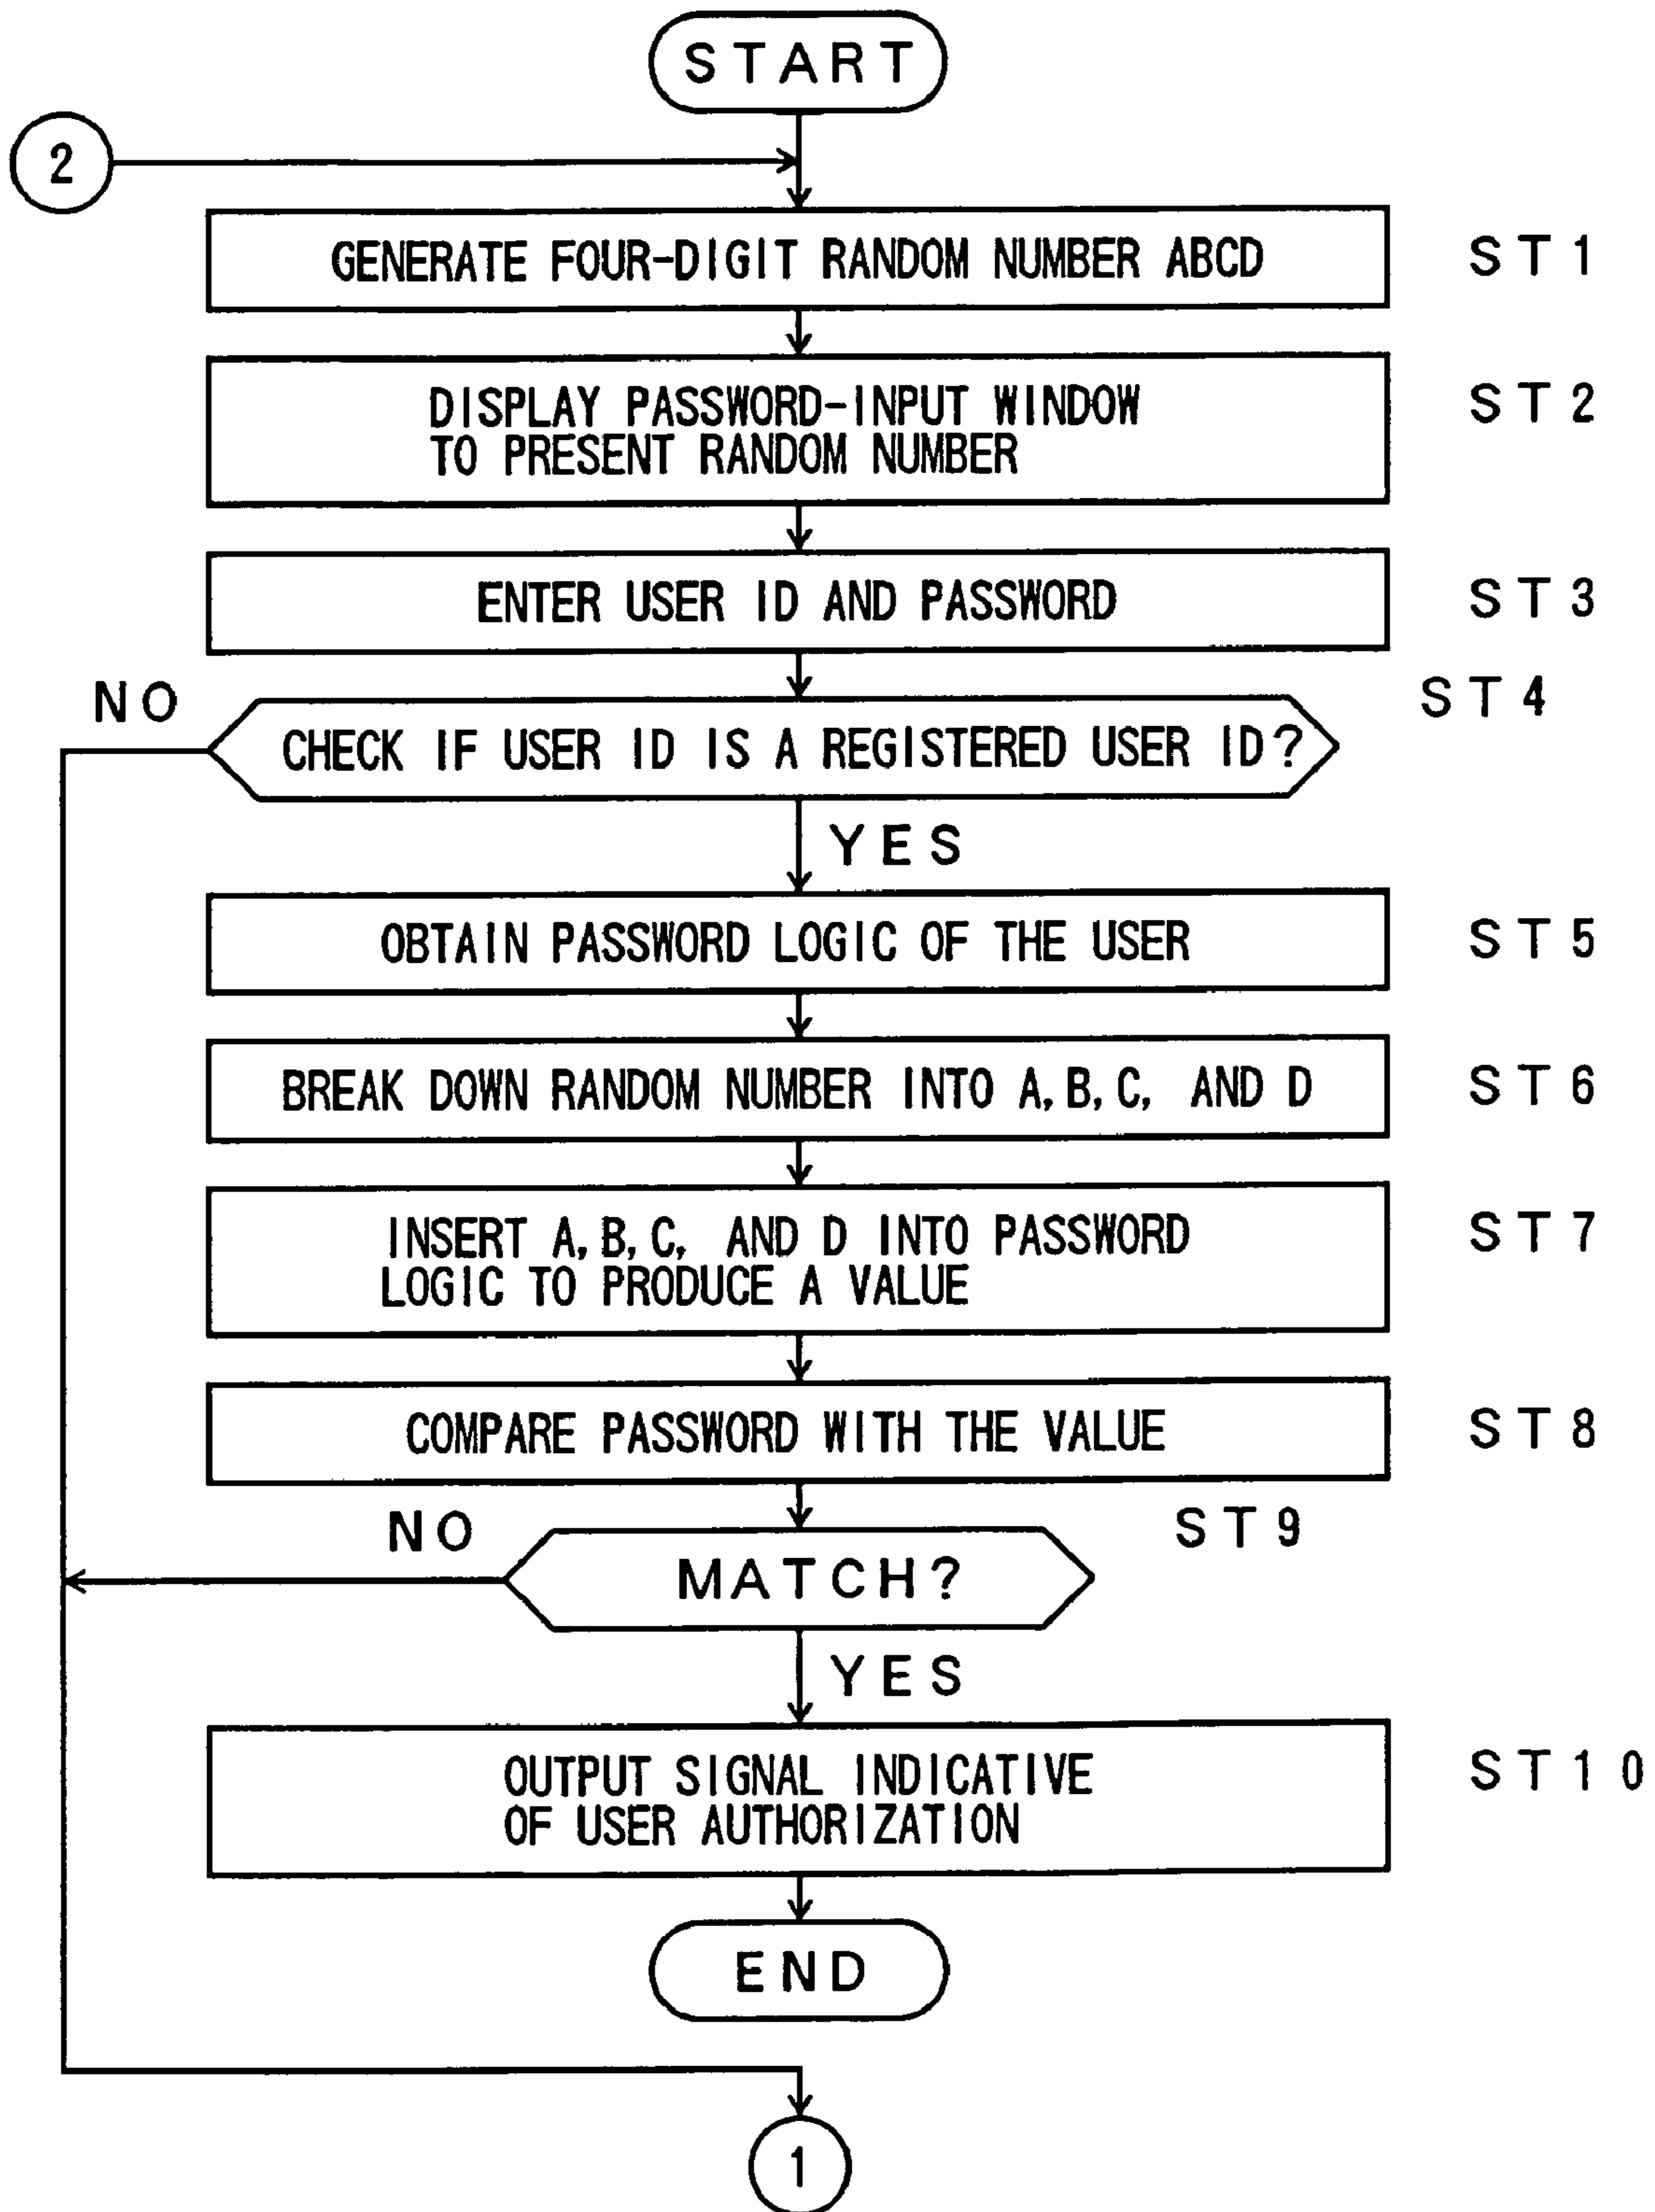 START
2
GENERATE FOUR-DIGIT RANDOM NUMBER ABCD
ST1
DISPLAY PASSWORD-INPUT WINDOW
TO PRESENT RANDOM NUMBER
ST2
ENTER USER ID AND PASSWORD
ST3
NO
ST4
CHECK IF USER ID IS A REGISTERED USER ID?
YES
OBTAIN PASSWORD LOGIC OF THE USER
ST5
BREAK DOWN RANDOM NUMBER INTO A, B, C, AND D
ST6
INSERT A, B, C, AND D INTO PASSWORD
LOGIC TO PRODUCE A VALUE
ST7
COMPARE PASSWORD WITH THE VALUE
ST8
NO
ST9
MATCH?
YES
OUTPUT SIGNAL INDICATIVE
OF USER AUTHORIZATION
ST10
END
1